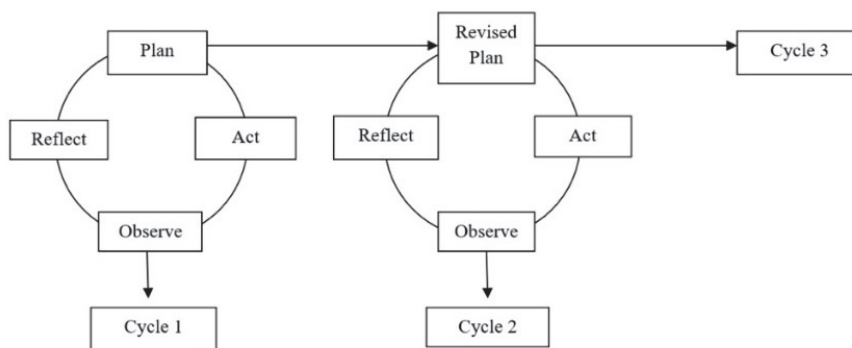 Plan
Revised
Plan
Cycle 3
Reflect
Act
Reflect
Act
Observe
Observe
Cycle 1
Cycle 2